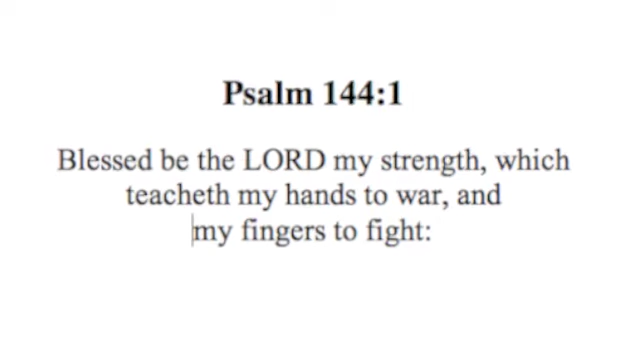 Psalm 144:1
Blessed be the LORD my strength, which
teacheth my hands to war, and
my fingers to fight: